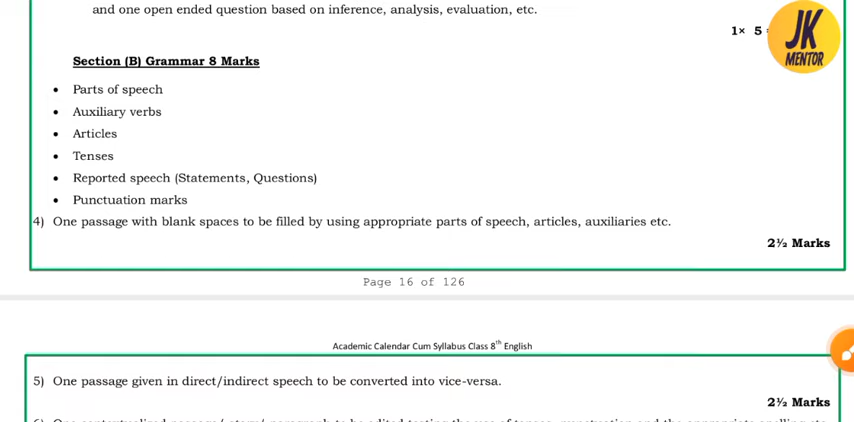 and one open ended question based on inference, analysis, evaluation, etc.
1× 5
JK
MENTOR
Section (B) Grammar 8 Marks
• Parts of speech
• Auxiliary verbs
• Articles
• Tenses
• Reported speech (Statements, Questions)
• Punctuation marks
4) One passage with blank spaces to be filled by using appropriate parts of speech, articles, auxiliaries etc.
2½ Marks
Page 16 of 126
Academic Calendar Cum Syllabus Class 8th English
5) One passage given in direct/indirect speech to be converted into vice-versa.
2½ Marks